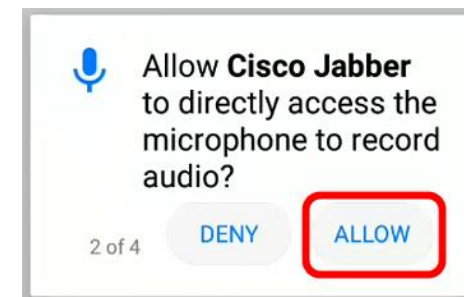 Allow Cisco Jabber
to directly access the
microphone to record
audio?
2 of 4
DENY
ALLOW